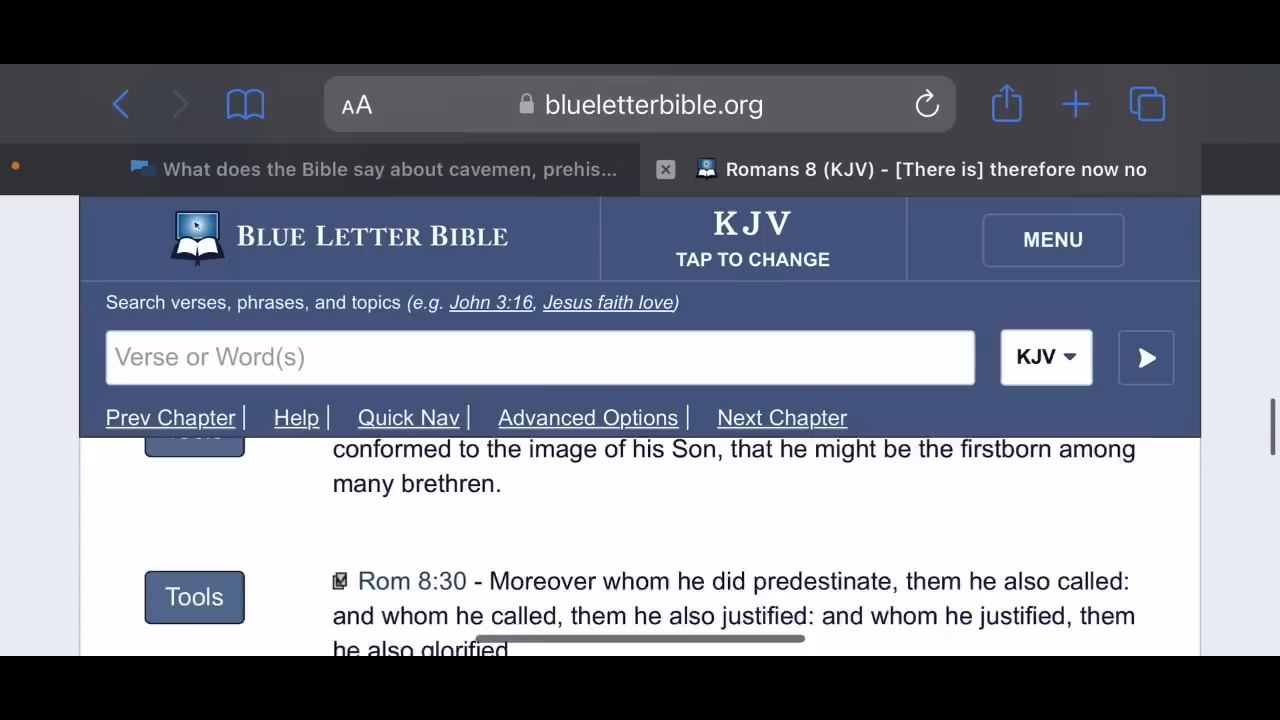 AA blueletterbible.org
What does the Bible say about cavemen, prehis...
Romans 8 (KJV) - [There is] therefore now no
BLUE LETTER BIBLE
KJV
TAP TO CHANGE
MENU
Search verses, phrases, and topics (e.g. John 3:16, Jesus faith love)
Verse or Word(s)
KJV
Prev Chapter| Help| Quick Nav| Advanced Options| Next Chapter
conformed to the image of his Son, that he might be the firstborn among
many brethren.
Tools
Rom 8:30 - Moreover whom he did predestinate, them he also called:
and whom he called, them he also justified: and whom he justified, them
he also glorified